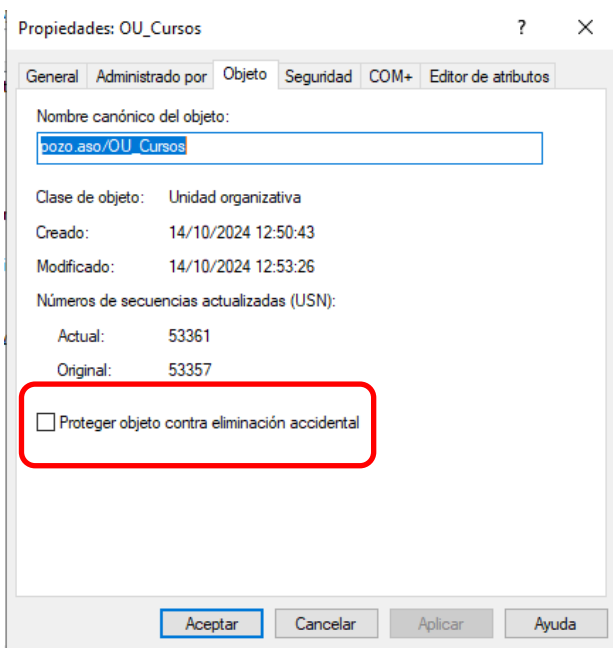 Propiedades: OU_Cursos ? ×
General Administrado por Objeto Seguridad COM+ Editor de atributos
Nombre canónico del objeto:
pozo.aso/OU_Cursos
Clase de objeto: Unidad organizativa
Creado: 14/10/2024 12:50:43
Modificado: 14/10/2024 12:53:26
Números de secuencias actualizadas (USN):
Actual: 53361
Original: 53357
Proteger objeto contra eliminación accidental
Aceptar Cancelar Aplicar Ayuda